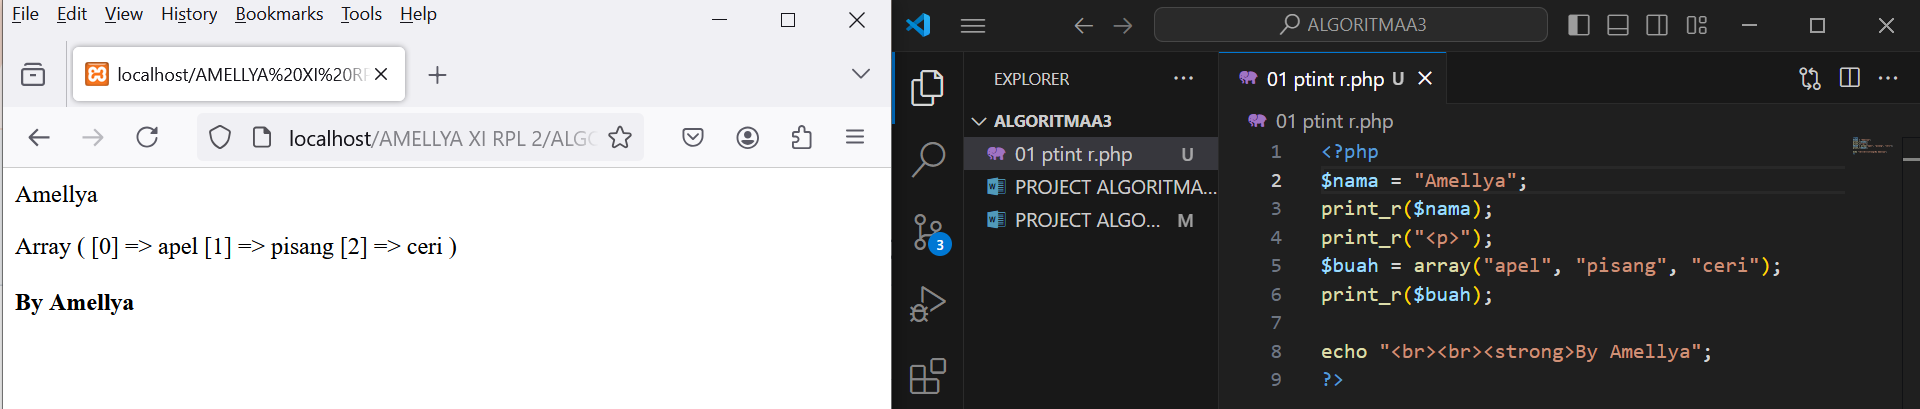 File Edit View History Bookmarks Tools Help
localhost/AMELLYA%20XI%20RP
localhost/AMELLYA XI RPL 2/ALGO
Amellya
Array ( [0] => apel [1] => pisang [2] => ceri )
By Amellya
ALGORITMAA3
EXPLORER
ALGORITMAA3
01 ptint r.php U
PROJECT ALGORITMA...
PROJECT ALGO... M
3
01 ptint r.php U
01 ptint r.php
1 <?php
2 $nama = "Amellya";
3 print_r($nama);
4 print_r("<p>");
5 $buah = array("apel", "pisang", "ceri");
6 print_r($buah);
7
8 echo "<br><br><strong>By Amellya";
9 ?>